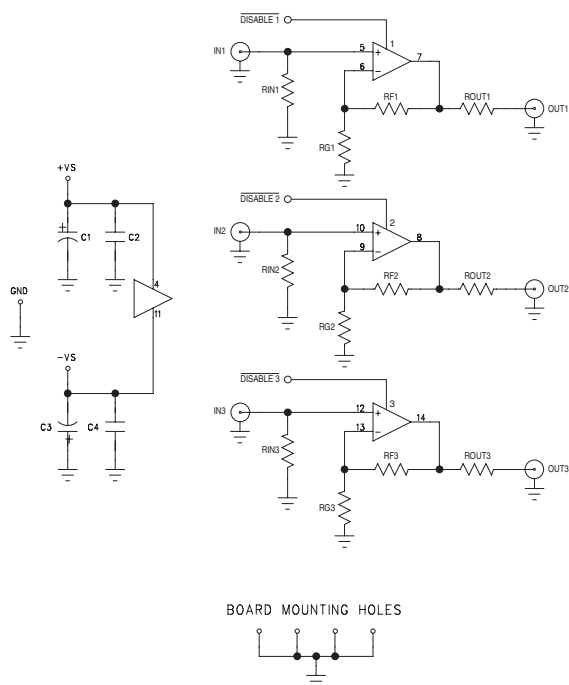 DISABLE 1
1
IN1
5
+
7
6
−
RIN1
RF1
ROUT1
OUT1
RG1
+VS
+
C1
C2
4
11
GND
−VS
C3
+
C4
DISABLE 2
2
IN2
10
+
8
9
−
RIN2
RF2
ROUT2
OUT2
RG2
DISABLE 3
3
IN3
12
+
14
13
−
RIN3
RF3
ROUT3
OUT3
RG3
BOARD MOUNTING HOLES